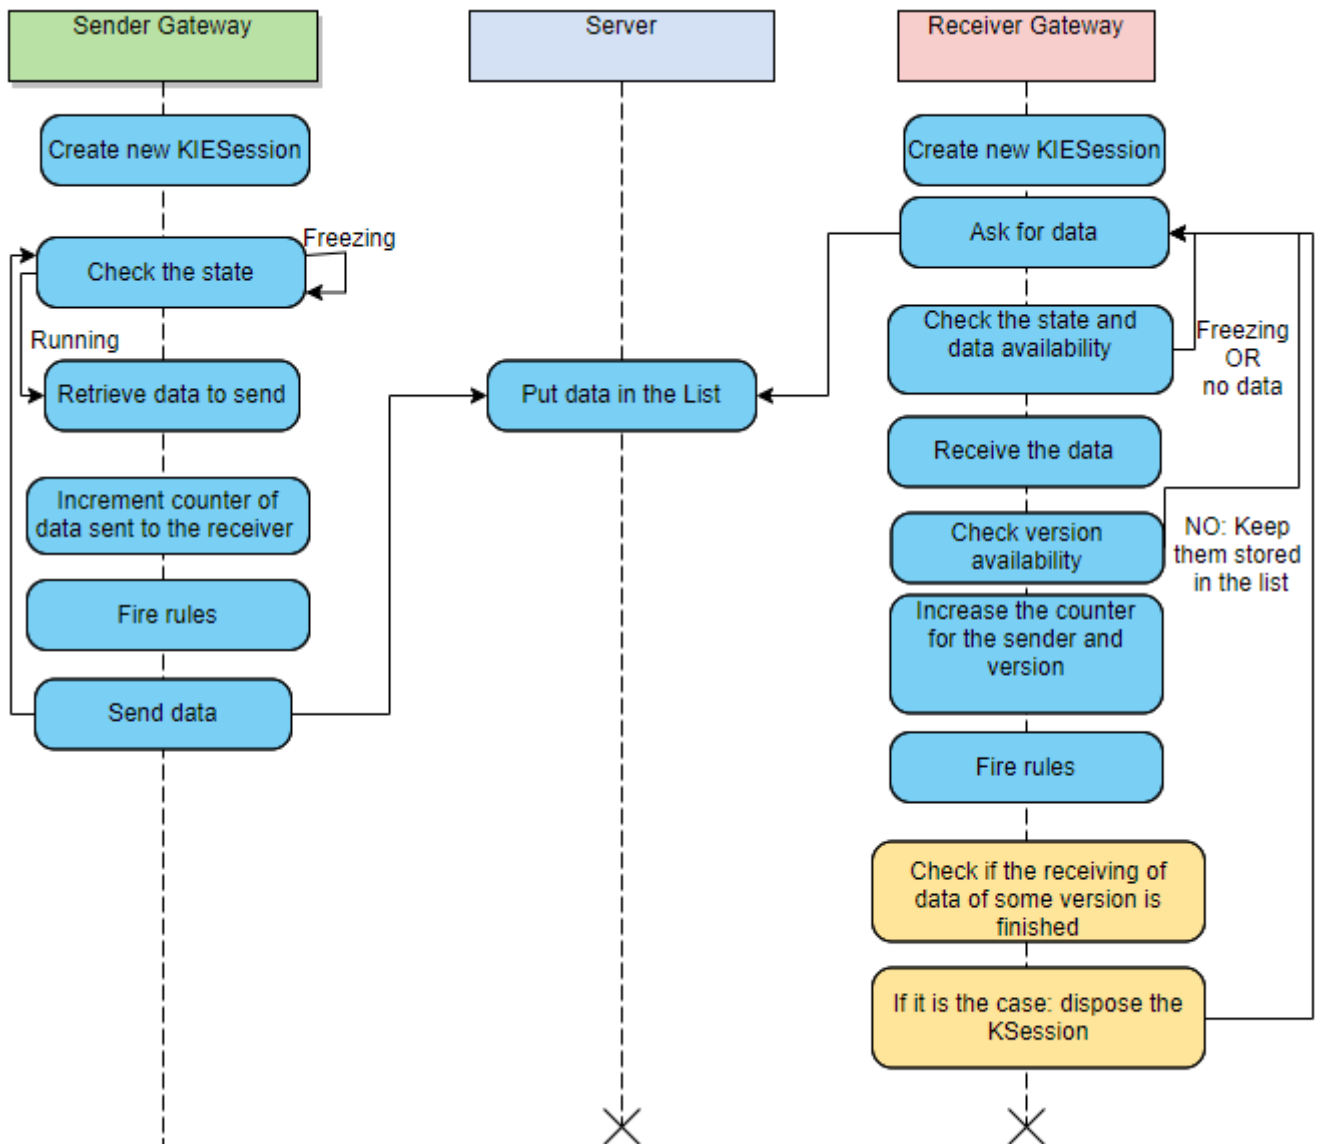 Sender Gateway
Server
Receiver Gateway
Create new KIESession
Create new KIESession
Ask for data
Freezing
Check the state
Check the state and
data availability
Freezing
OR
no data
Running
Retrieve data to send
Put data in the List
Receive the data
Increment counter of
data sent to the receiver
Check version
availability
NO: Keep
them stored
in the list
Fire rules
Increase the counter
for the sender and
version
Send data
Fire rules
Check if the receiving of
data of some version is
finished
If it is the case: dispose the
KSession